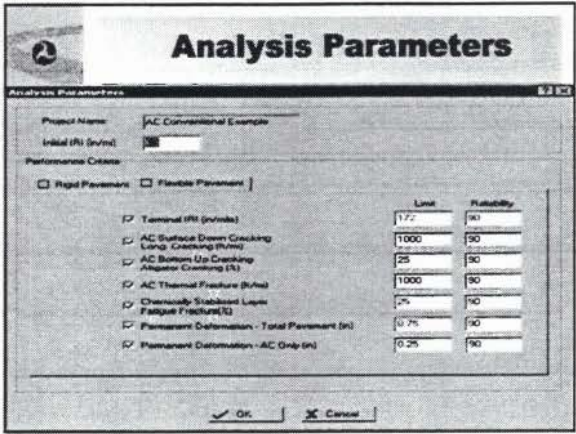 Analysis Parameters
Analysis Parameters
Project Name: AC Conventional Example
Initial IRI (in/mi)
Performance Criteria
Rigid Pavement Flexible Pavement
Limit Reliability
Terminal IRI (in/mile) 172 90
AC Surface Down Cracking
Long. Cracking (ft/mi) 1000 90
AC Bottom Up Cracking
Alligator Cracking (%) 25 90
AC Thermal Fracture (ft/mi) 1000 90
Chemically Stabilized Layer
Fatigue Fracture(%) 25 90
Permanent Deformation - Total Pavement (in) 0.75 90
Permanent Deformation - AC Only (in) 0.25 90
OK Cancel